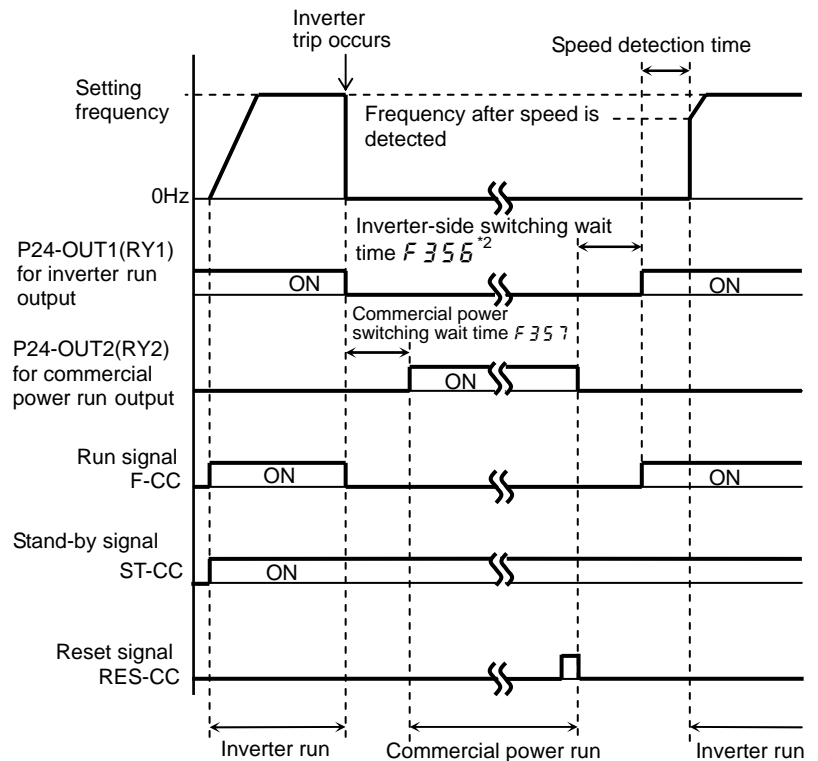 Inverter
trip occurs
Speed detection time
Setting
frequency
Frequency after speed is
detected
0Hz
Inverter-side switching wait
time F356*2
P24-OUT1(RY1)
for inverter run
output
ON
ON
Commercial power
switching wait time F357
P24-OUT2(RY2)
for commercial
power run output
ON
Run signal
F-CC
ON
ON
Stand-by signal
ST-CC
ON
Reset signal
RES-CC
Inverter run
Commercial power run
Inverter run